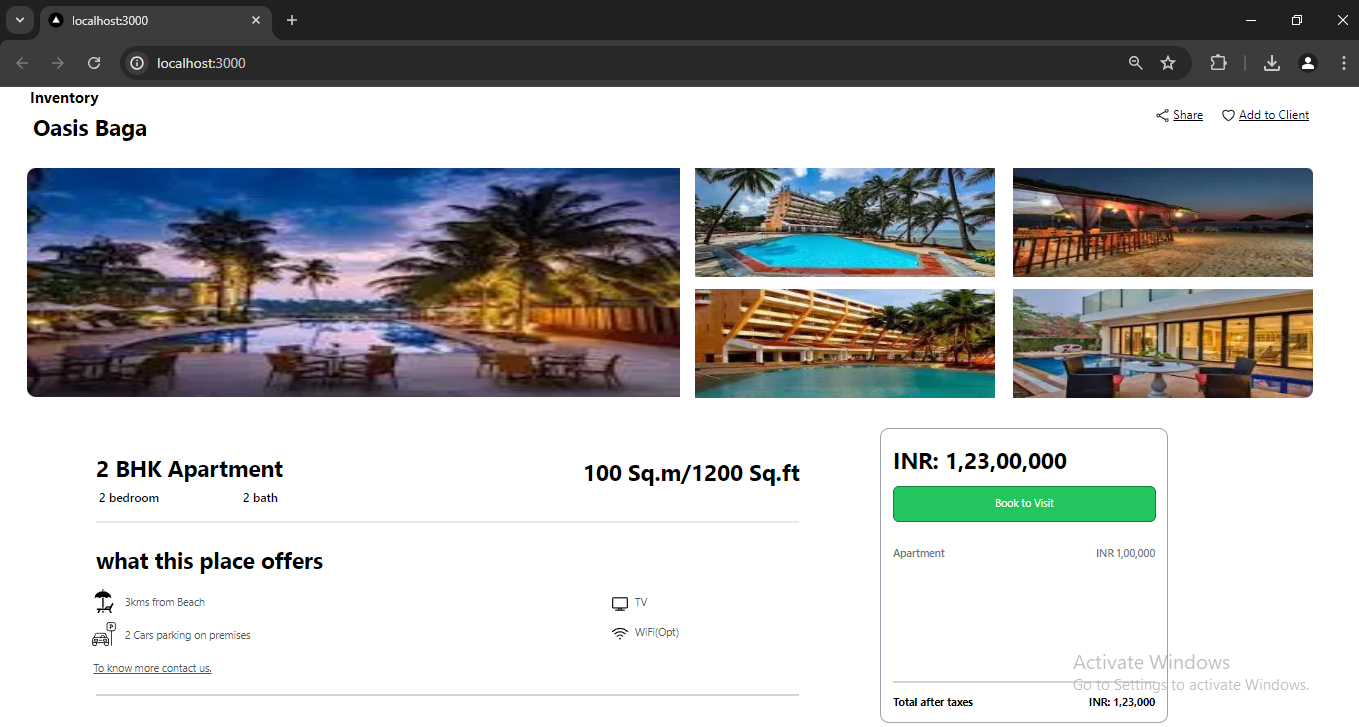 localhost:3000
localhost:3000
Inventory
Oasis Baga
Share
Add to Client
2 BHK Apartment
100 Sq.m/1200 Sq.ft
2 bedroom
2 bath
what this place offers
3kms from Beach
TV
P
2 Cars parking on premises
WiFi(Opt)
To know more contact us.
INR: 1,23,00,000
Book to Visit
Apartment
INR 1,00,000
Activate Windows
Go to Settings to activate Windows.
Total after taxes
INR: 1,23,000